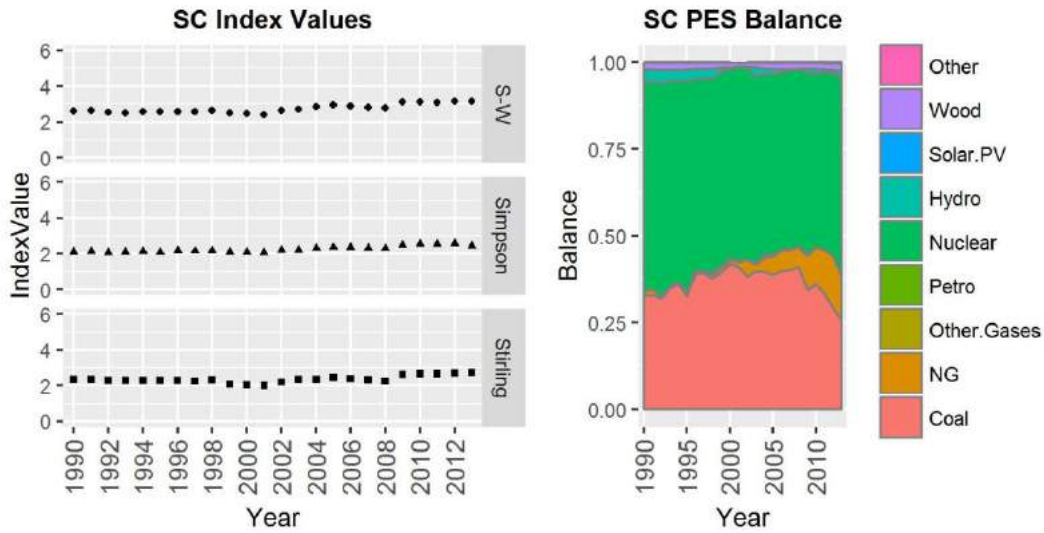 SC Index Values
IndexValue
6
4
2
0
S-W
6
4
2
0
Simpson
6
4
2
0
Stirling
1990
1992
1994
1996
1998
2000
2002
2004
2006
2008
2010
2012
Year
SC PES Balance
Balance
1.00
0.75
0.50
0.25
0.00
1990
1995
2000
2005
2010
Year
Other
Wood
Solar.PV
Hydro
Nuclear
Petro
Other.Gases
NG
Coal